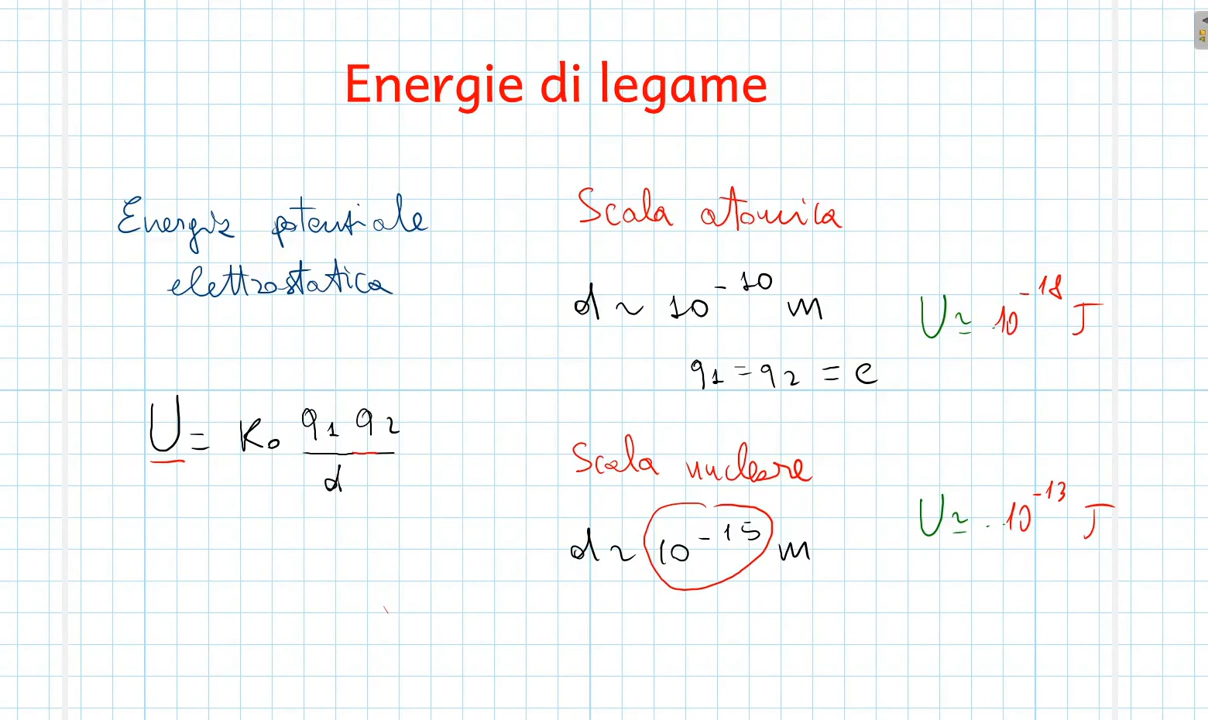 Energie di legame
Energia potenziale
elettrostatica
U = K₀ q₁ q₂ / d
Scala atomica
d ~ 10⁻¹⁰ m
q₁ = q₂ = e
U ≃ 10⁻¹⁸ J
Scala nucleare
d ~ 10⁻¹⁵ m
U ≃ 10⁻¹³ J